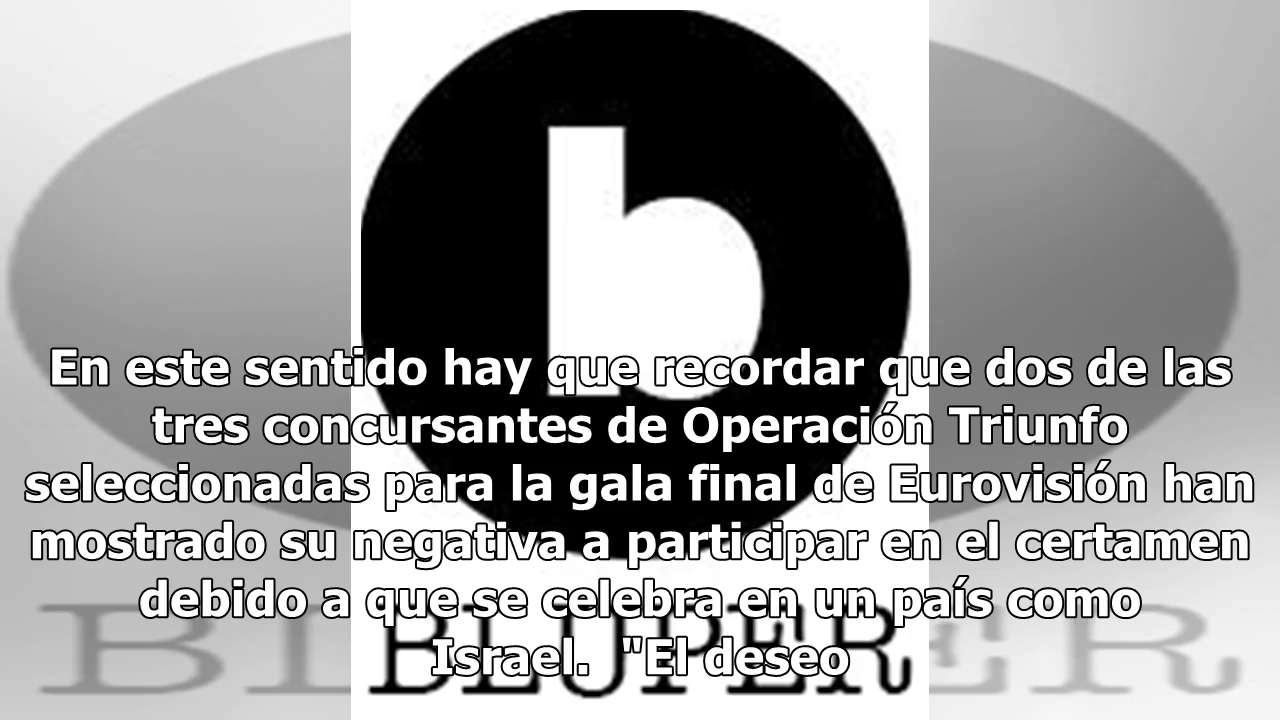 b
En este sentido hay que recordar que dos de las
tres concursantes de Operación Triunfo
seleccionadas para la gala final de Eurovisión han
mostrado su negativa a participar en el certamen
debido a que se celebra en un país como
Israel.  "El deseo
BLUPER